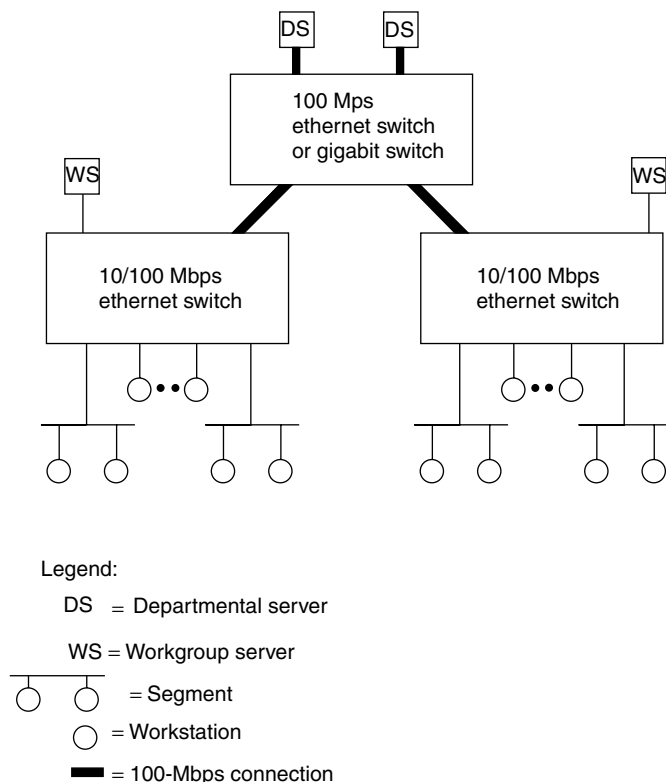 DS DS
100 Mps
ethernet switch
or gigabit switch
WS WS
10/100 Mbps
ethernet switch
10/100 Mbps
ethernet switch
Legend:
DS = Departmental server
WS = Workgroup server
= Segment
= Workstation
= 100-Mbps connection